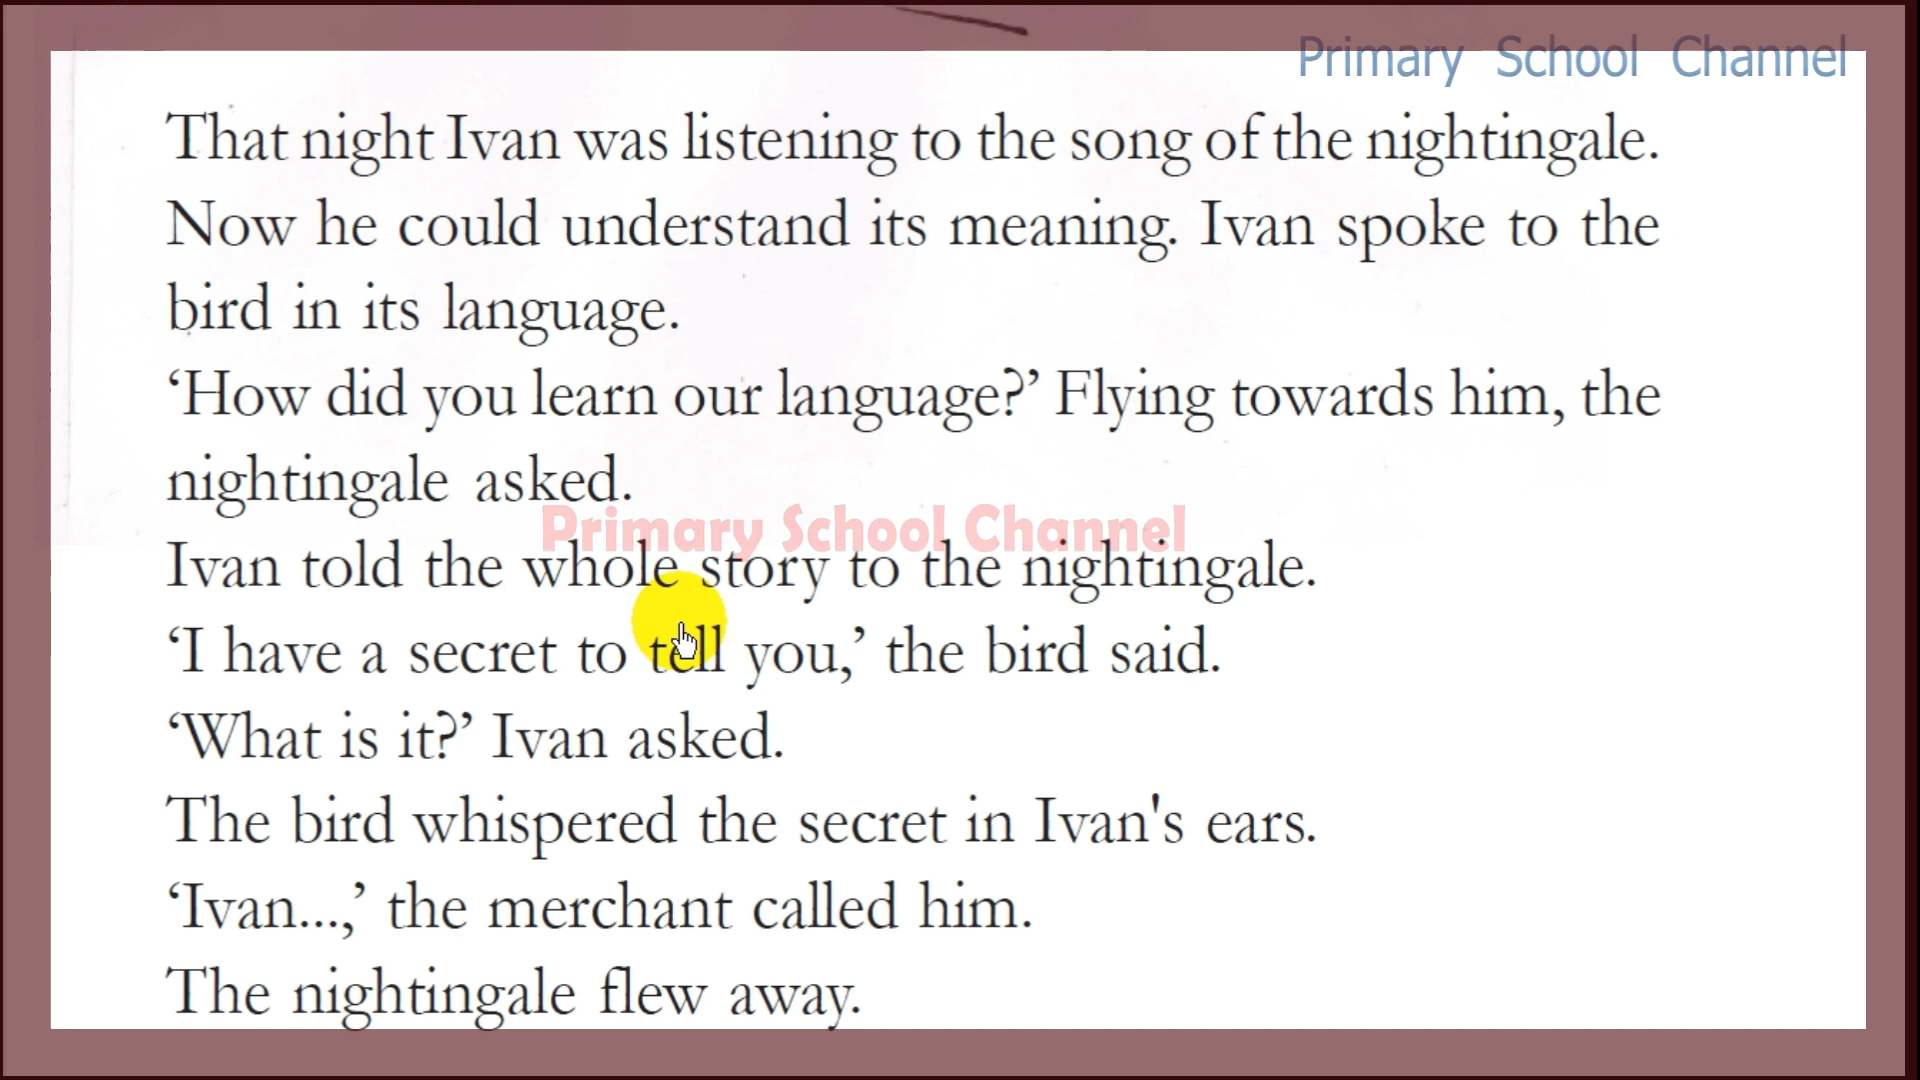 Primary School Channel
That night Ivan was listening to the song of the nightingale.
Now he could understand its meaning. Ivan spoke to the
bird in its language.
‘How did you learn our language?’ Flying towards him, the
nightingale asked.
Primary School Channel
Ivan told the whole story to the nightingale.
‘I have a secret to tell you,’ the bird said.
‘What is it?’ Ivan asked.
The bird whispered the secret in Ivan's ears.
‘Ivan...,’ the merchant called him.
The nightingale flew away.